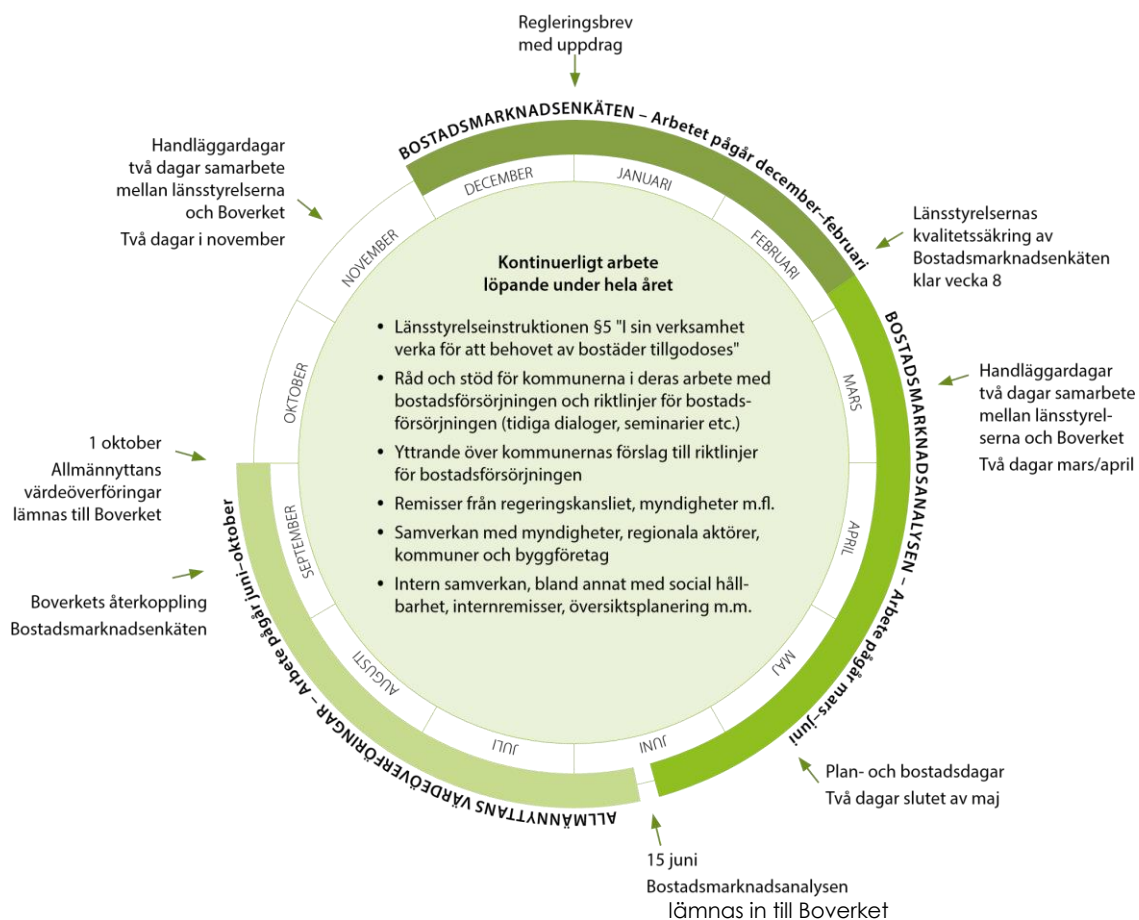 Regleringsbrev
med uppdrag
BOSTADSMARKNADSENKÄTEN – Arbetet pågår december–februari
Handläggardagar
två dagar samarbete
mellan länsstyrelserna
och Boverket
Två dagar i november
Länsstyrelsernas
kvalitetssäkring av
Bostadsmarknadsenkäten
klar vecka 8
BOSTADSMARKNADSANALYSEN – Arbete pågår mars–juni
Handläggardagar
två dagar samarbete
mellan länsstyrel-
serna och Boverket
Två dagar mars/april
Plan- och bostadsdagar
Två dagar slutet av maj
15 juni
Bostadsmarknadsanalysen
lämnas in till Boverket
ALLMÄNNYTTANS VÄRDEÖVERFÖRINGAR – Arbete pågår juni–oktober
1 oktober
Allmännyttans
värdeöverföringar
lämnas till Boverket
Boverkets återkoppling
Bostadsmarknadsenkäten
JANUARI
FEBRUARI
MARS
APRIL
MAJ
JUNI
JULI
AUGUSTI
SEPTEMBER
OKTOBER
NOVEMBER
DECEMBER
Kontinuerligt arbete
löpande under hela året
• Länsstyrelseinstruktionen §5 "I sin verksamhet
verka för att behovet av bostäder tillgodoses"
• Råd och stöd för kommunerna i deras arbete med
bostadsförsörjningen och riktlinjer för bostads-
försörjningen (tidiga dialoger, seminarier etc.)
• Yttrande över kommunernas förslag till riktlinjer
för bostadsförsörjningen
• Remisser från regeringskansliet, myndigheter m.fl.
• Samverkan med myndigheter, regionala aktörer,
kommuner och byggföretag
• Intern samverkan, bland annat med social håll-
barhet, internremisser, översiktsplanering m.m.